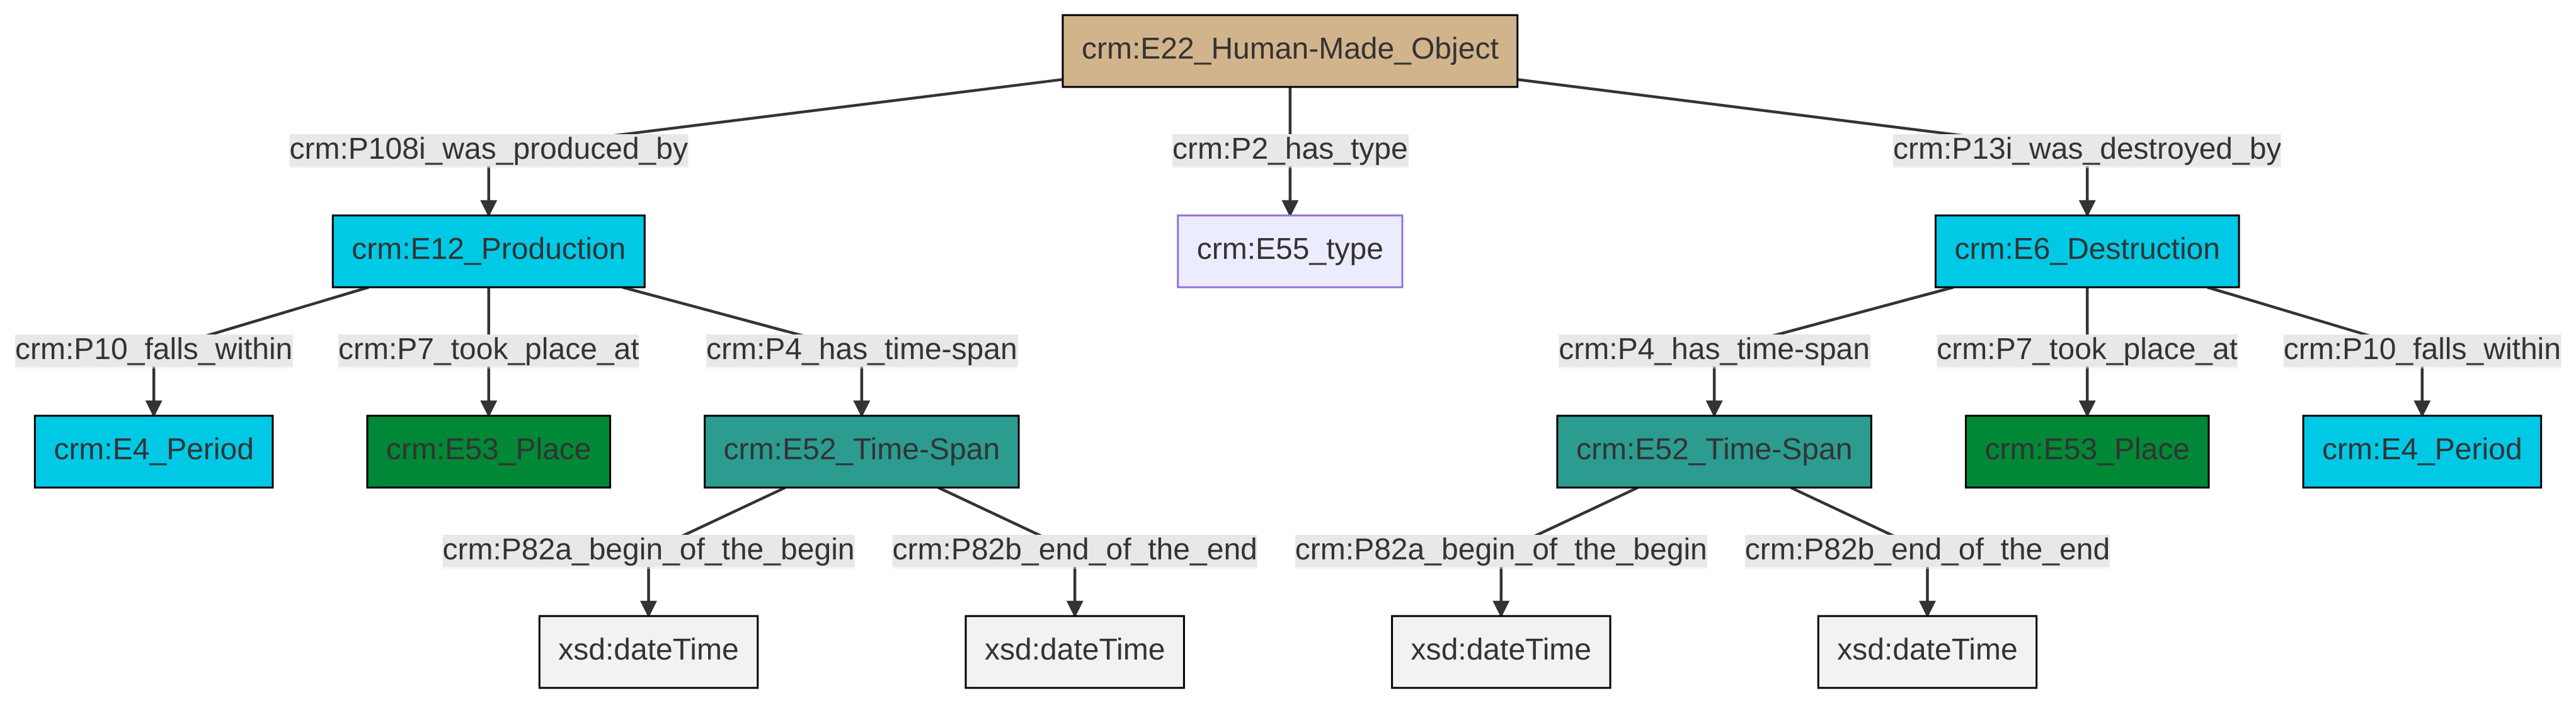 crm:E22_Human-Made_Object
crm:P108i_was_produced_by
crm:P2_has_type
crm:P13i_was_destroyed_by
crm:E12_Production
crm:E55_type
crm:E6_Destruction
crm:P10_falls_within
crm:P7_took_place_at
crm:P4_has_time-span
crm:P4_has_time-span
crm:P7_took_place_at
crm:P10_falls_within
crm:E4_Period
crm:E53_Place
crm:E52_Time-Span
crm:E52_Time-Span
crm:E53_Place
crm:E4_Period
crm:P82a_begin_of_the_begin
crm:P82b_end_of_the_end
crm:P82a_begin_of_the_begin
crm:P82b_end_of_the_end
xsd:dateTime
xsd:dateTime
xsd:dateTime
xsd:dateTime